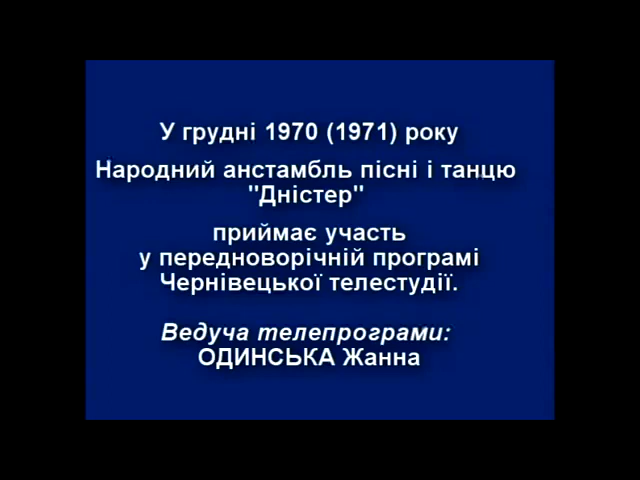 У грудні 1970 (1971) року
Народний анстамбль пісні і танцю
"Дністер"
приймає участь
у передноворічній програмі
Чернівецької телестудії.
Ведуча телепрограми:
ОДИНСЬКА Жанна